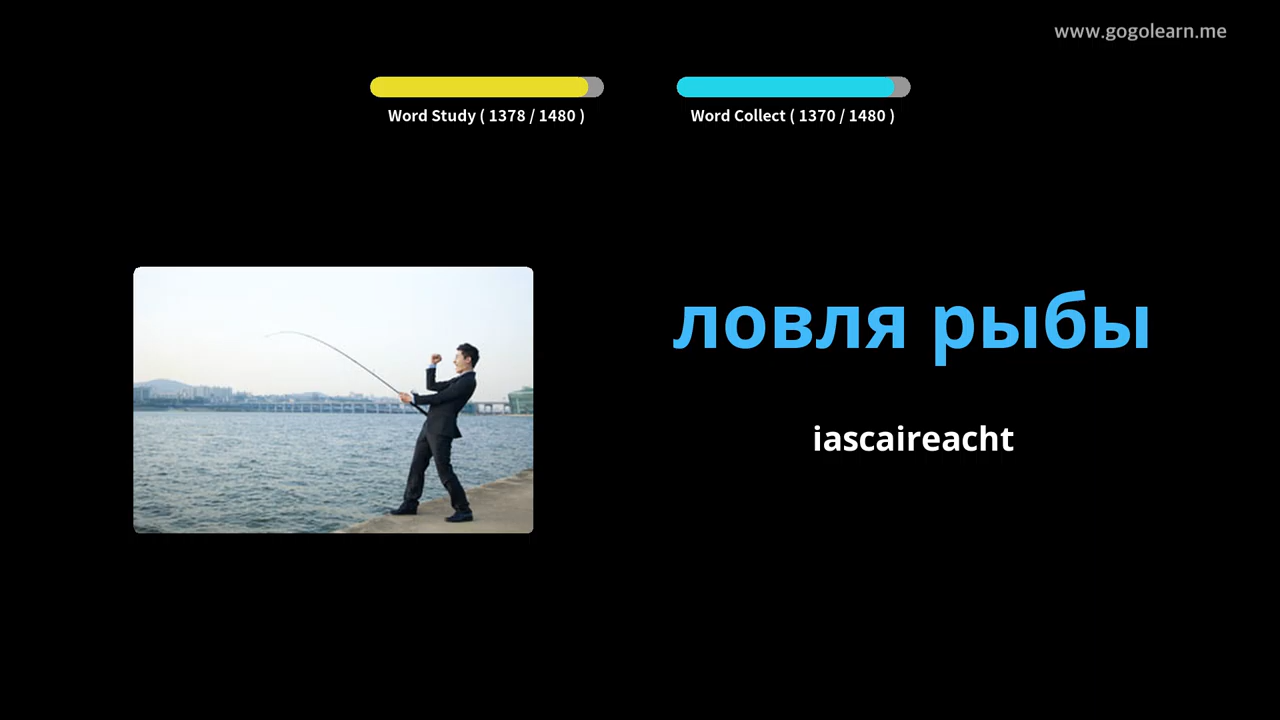 www.gogolearn.me
Word Study ( 1378 / 1480 )
Word Collect ( 1370 / 1480 )
ловля рыбы
iascaireacht